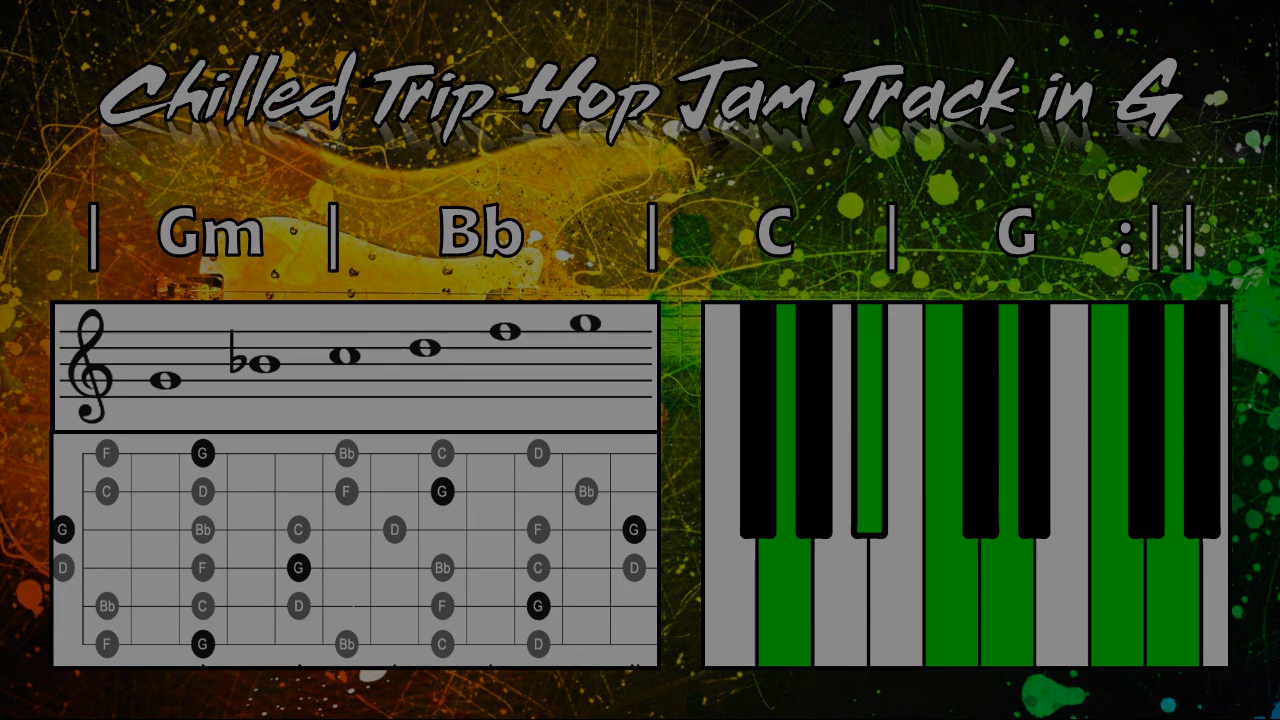 Chilled Trip Hop Jam Track in G
| Gm | Bb | C | G :||
F G Bb C D
C D F G Bb
G Bb C D F G
D F G Bb C D
Bb C D F G
F G Bb C D